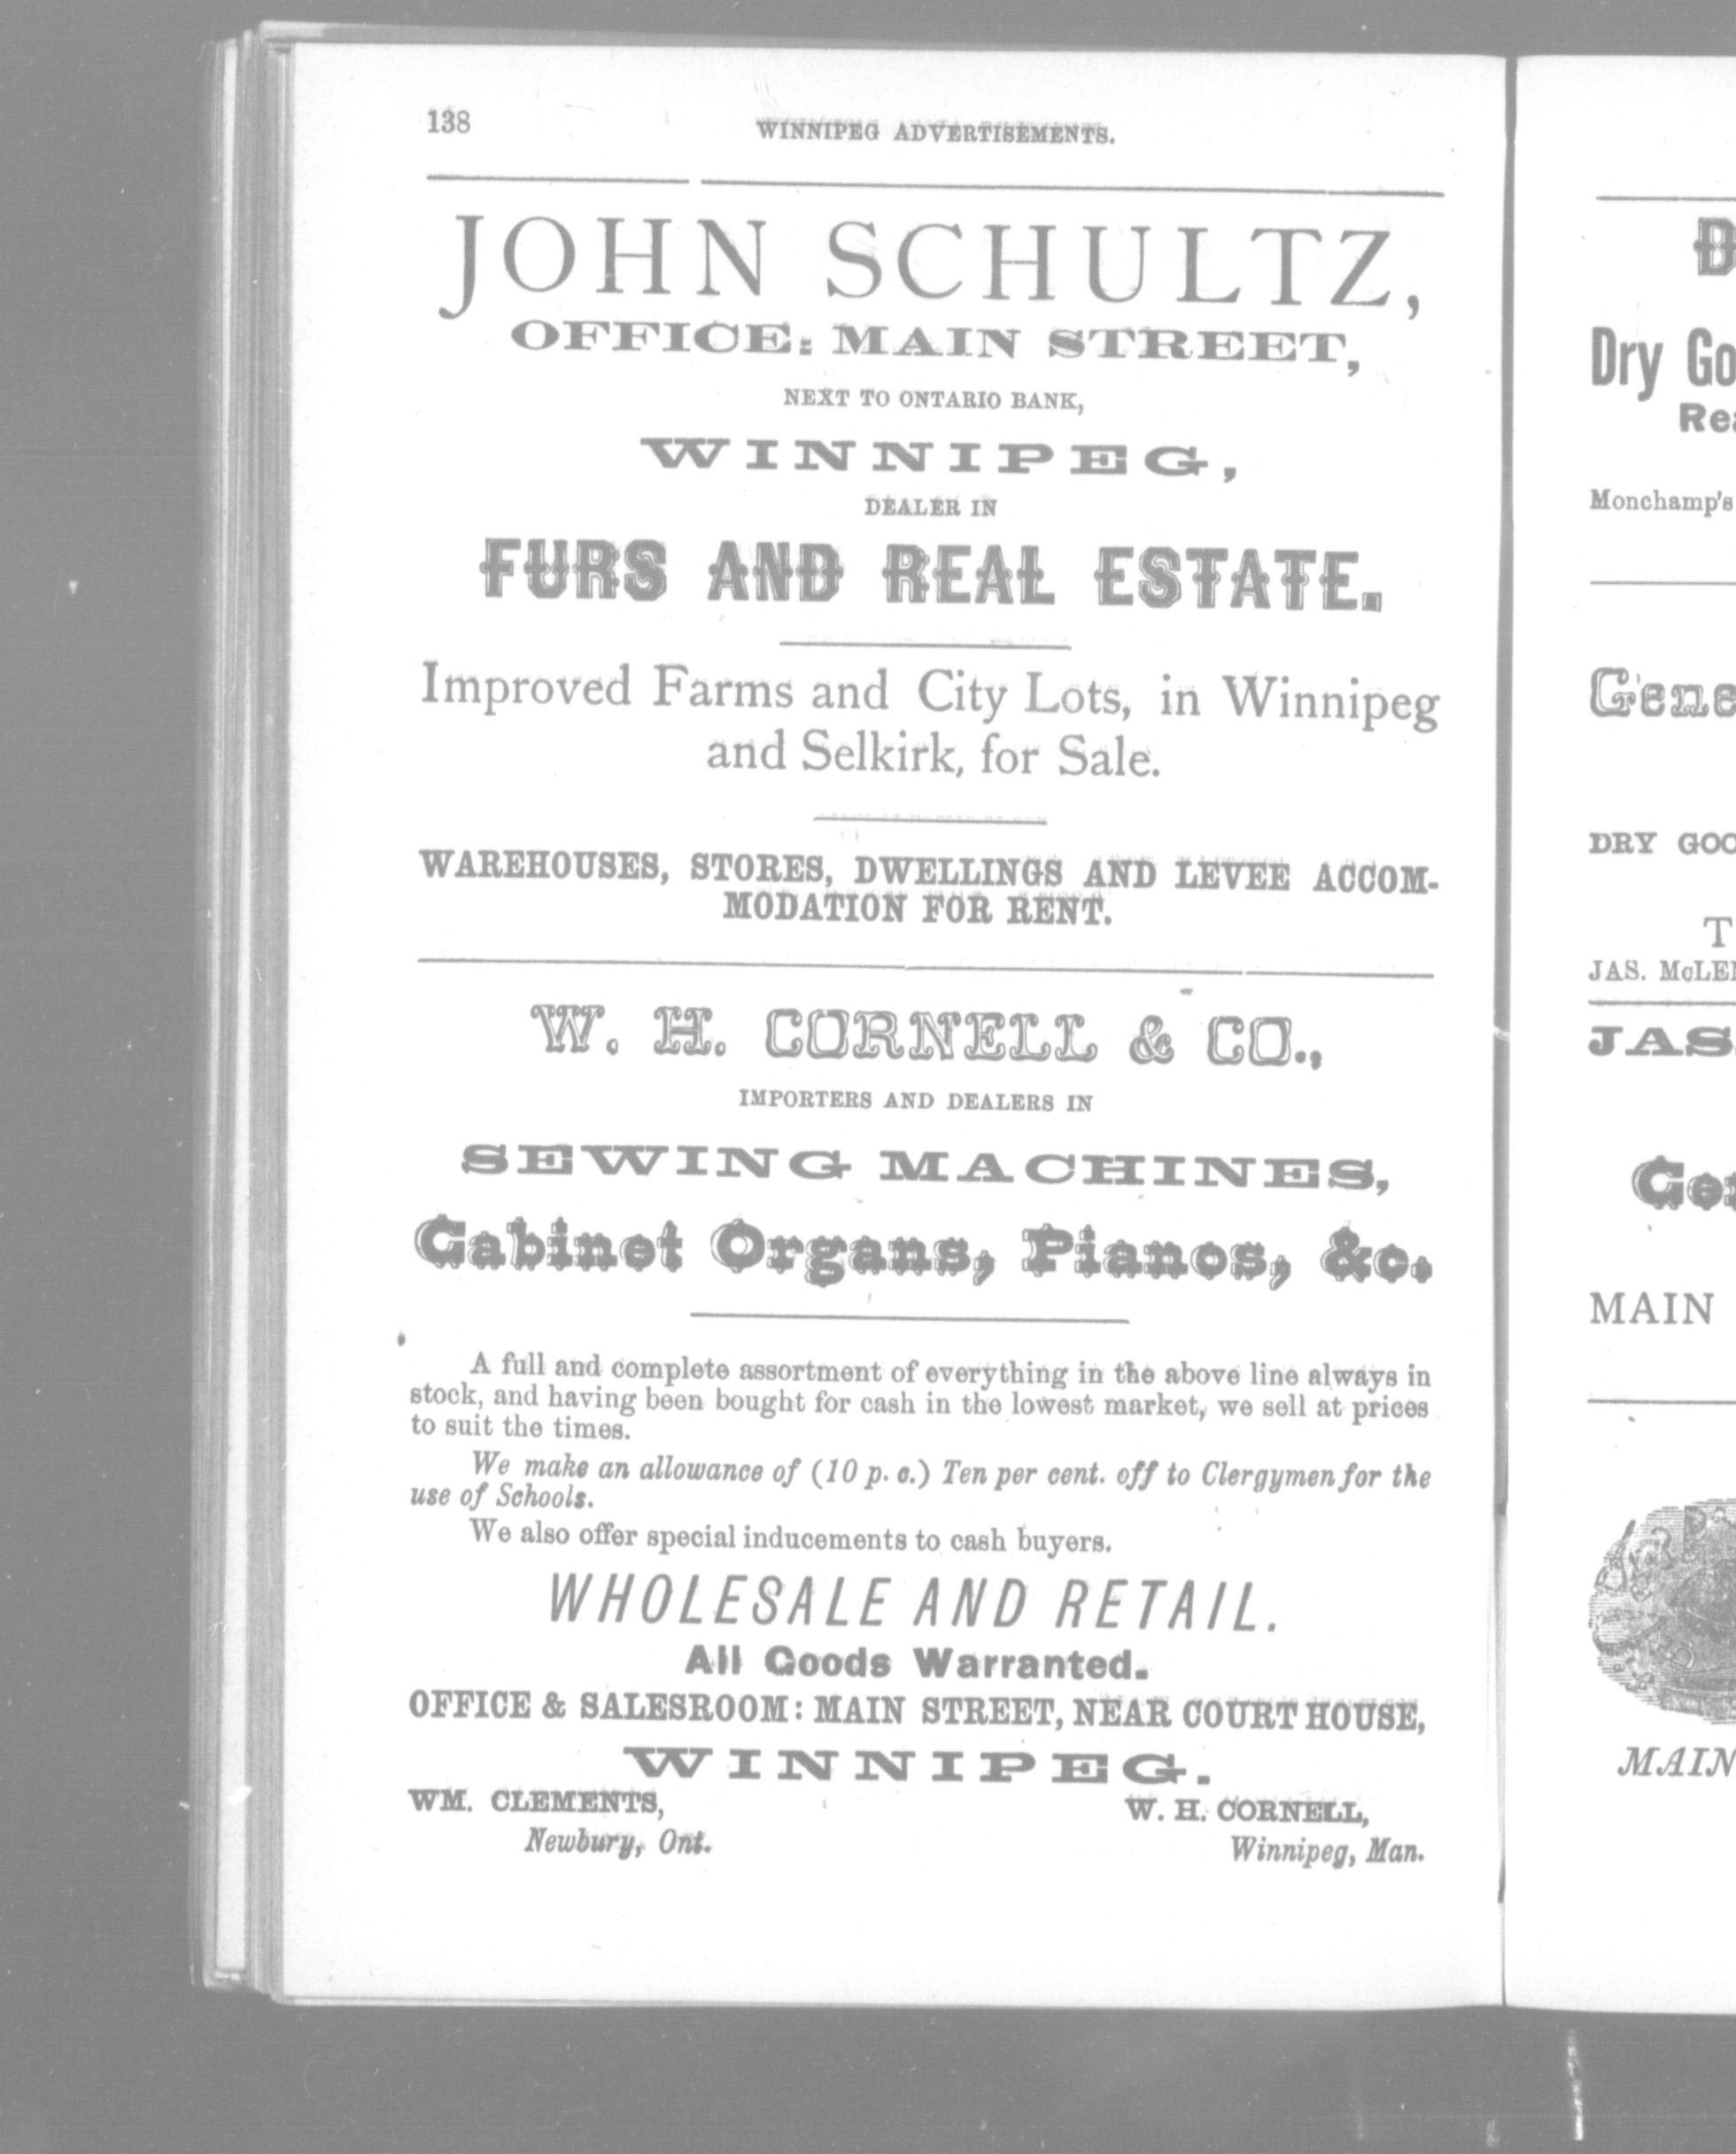 138
WINNIPEG ADVERTISEMENTS.
JOHN SCHULTZ,
OFFICE: MAIN STREET,
NEXT TO ONTARIO BANK,
WINNIPEG,
DEALER IN
FURS AND REAL ESTATE.
Improved Farms and City Lots, in Winnipeg
and Selkirk, for Sale.
WAREHOUSES, STORES, DWELLINGS AND LEVEE ACCOM-
MODATION FOR RENT.
W. H. CORNELL & CO.,
IMPORTERS AND DEALERS IN
SEWING MACHINES,
Cabinet Organs, Pianos, &c.
A full and complete assortment of everything in the above line always in
stock, and having been bought for cash in the lowest market, we sell at prices
to suit the times.
We make an allowance of (10 p. c.) Ten per cent. off to Clergymen for the
use of Schools.
We also offer special inducements to cash buyers.
WHOLESALE AND RETAIL.
All Goods Warranted.
OFFICE & SALESROOM: MAIN STREET, NEAR COURT HOUSE,
WINNIPEG.
WM. CLEMENTS,
Newbury, Ont.
W. H. CORNELL,
Winnipeg, Man.
Dry Go
Rea
Monchamp's
Gene
DRY GOO
T
JAS. McLE
JAS
MAIN
MAIN